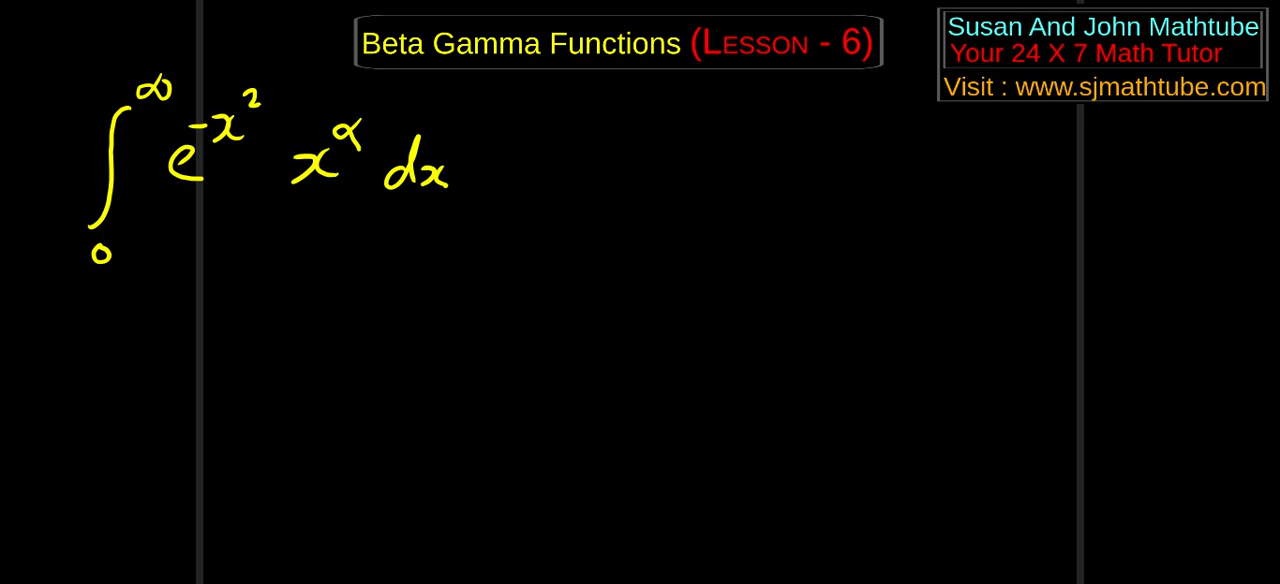 Beta Gamma Functions (LESSON - 6)
Susan And John Mathtube
Your 24 X 7 Math Tutor
Visit : www.sjmathtube.com
∫₀^∞ e^{-x²} x^α dx